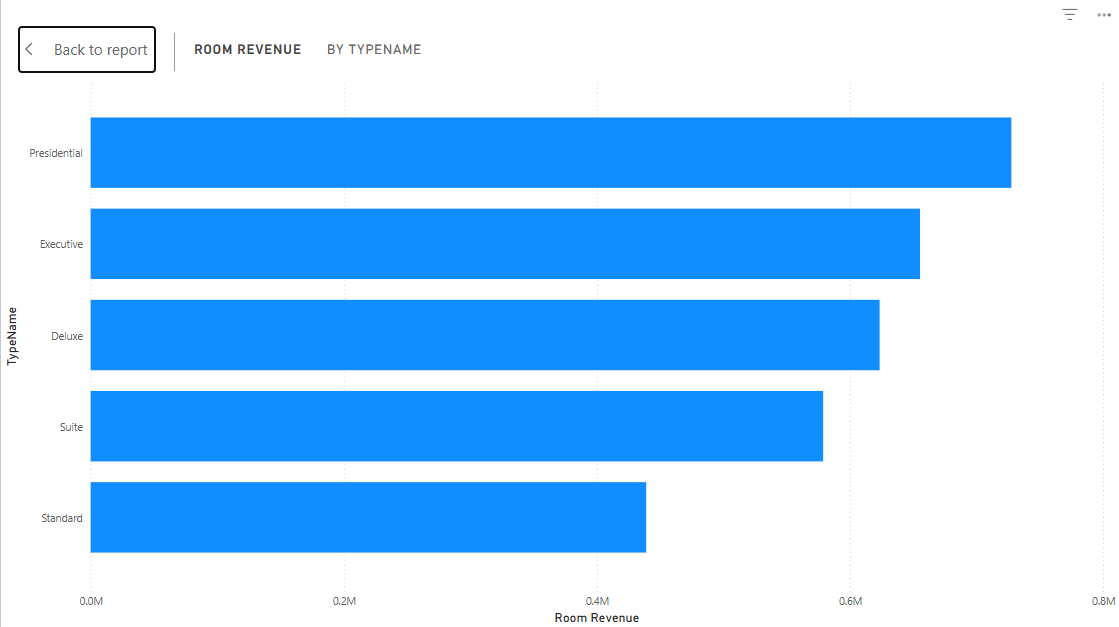 Back to report
ROOM REVENUE BY TYPENAME
TypeName
Presidential
Executive
Deluxe
Suite
Standard
0.0M 0.2M 0.4M 0.6M 0.8M
Room Revenue